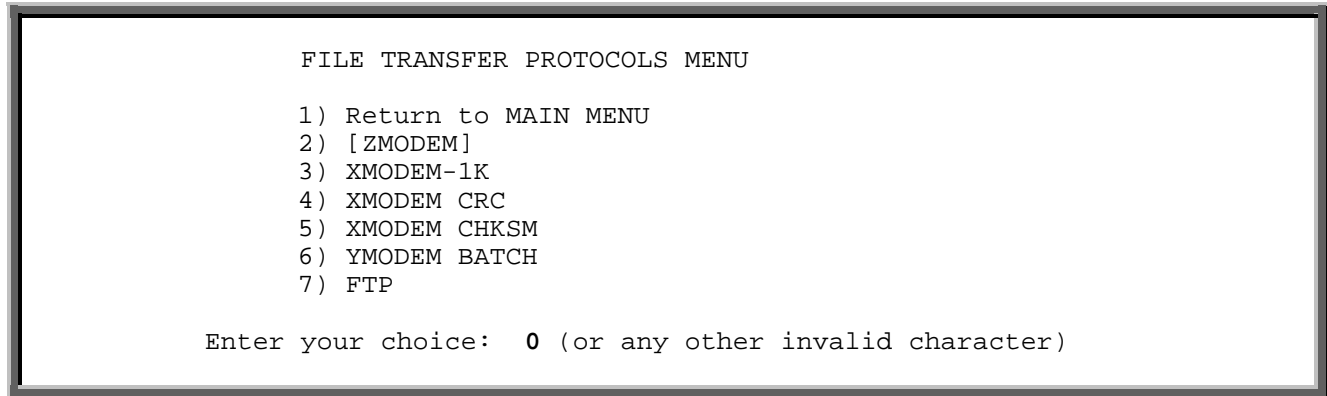 FILE TRANSFER PROTOCOLS MENU
1) Return to MAIN MENU
2) [ZMODEM]
3) XMODEM-1K
4) XMODEM CRC
5) XMODEM CHKSM
6) YMODEM BATCH
7) FTP
Enter your choice: 0 (or any other invalid character)